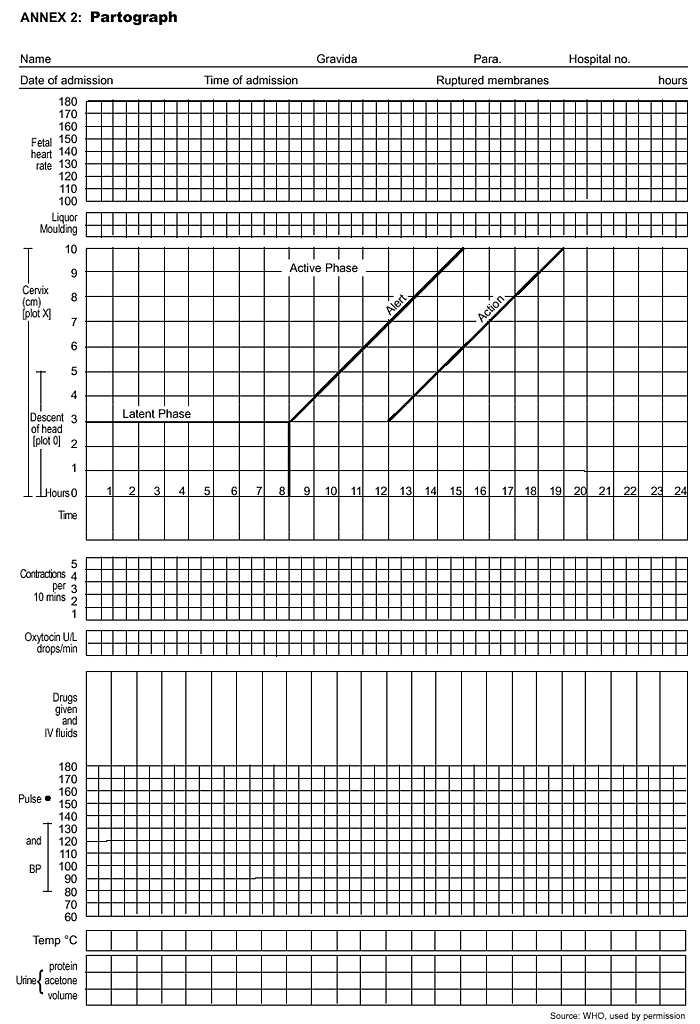 ANNEX 2: Partograph
Name Gravida Para. Hospital no.
Date of admission Time of admission Ruptured membranes hours
Fetal
heart
rate
180
170
160
150
140
130
120
110
100
Liquor
Moulding
Cervix
(cm)
[plot X]
Descent
of head
[plot 0]
10
9
8
7
6
5
4
3
2
1
Active Phase
Alert
Action
Latent Phase
Hours 0 1 2 3 4 5 6 7 8 9 10 11 12 13 14 15 16 17 18 19 20 21 22 23 24
Time
Contractions
per
10 mins
5
4
3
2
1
Oxytocin U/L
drops/min
Drugs
given
and
IV fluids
Pulse
and
BP
180
170
160
150
140
130
120
110
100
90
80
70
60
Temp °C
Urine
protein
acetone
volume
Source: WHO, used by permission